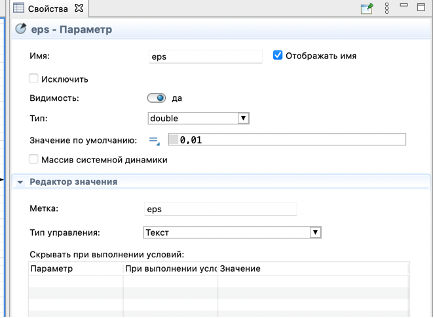 Свойства
eps - Параметр
Имя: eps Отображать имя
Исключить
Видимость: да
Тип: double
Значение по умолчанию: 0,01
Массив системной динамики
Редактор значения
Метка: eps
Тип управления: Текст
Скрывать при выполнении условий:
Параметр При выполнении усло Значение